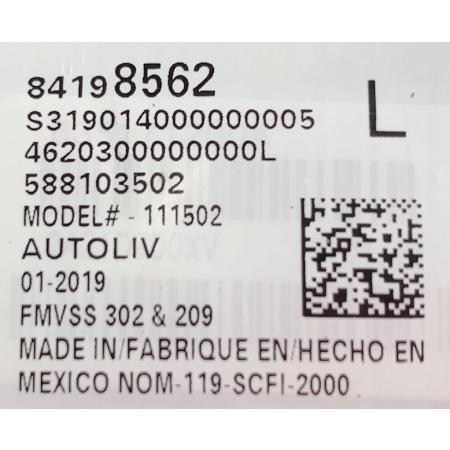 84198562
L
S319014000000005
4620300000000L
588103502
MODEL# - 111502
AUTOLIV
01-2019
FMVSS 302 & 209
MADE IN/FABRIQUE EN/HECHO EN
MEXICO NOM-119-SCFI-2000